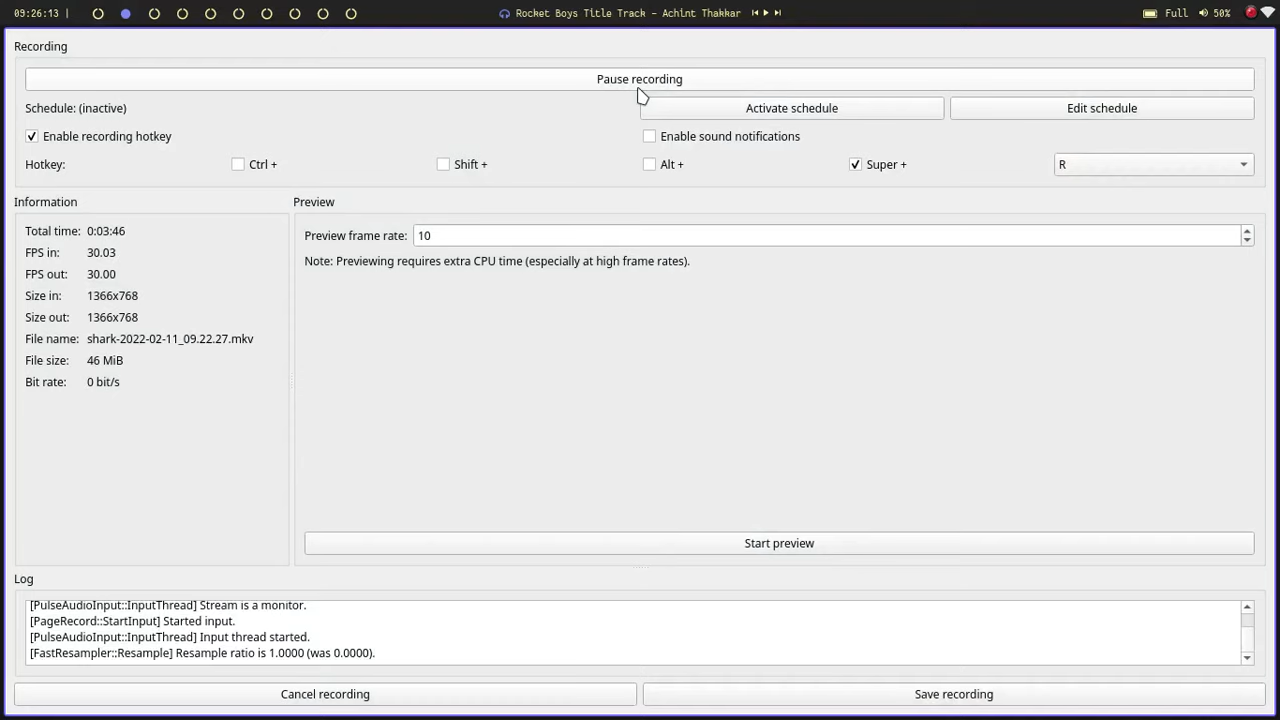 09:26:13 | Rocket Boys Title Track - Achint Thakkar Full 50%
Recording
Pause recording
Schedule: (inactive) Activate schedule Edit schedule
Enable recording hotkey Enable sound notifications
Hotkey: Ctrl + Shift + Alt + Super + R
Information Preview
Total time: 0:03:46
Preview frame rate: 10
FPS in: 30.03
Note: Previewing requires extra CPU time (especially at high frame rates).
FPS out: 30.00
Size in: 1366x768
Size out: 1366x768
File name: shark-2022-02-11_09.22.27.mkv
File size: 46 MiB
Bit rate: 0 bit/s
Start preview
Log
[PulseAudioInput::InputThread] Stream is a monitor.
[PageRecord::StartInput] Started input.
[PulseAudioInput::InputThread] Input thread started.
[FastResampler::Resample] Resample ratio is 1.0000 (was 0.0000).
Cancel recording Save recording